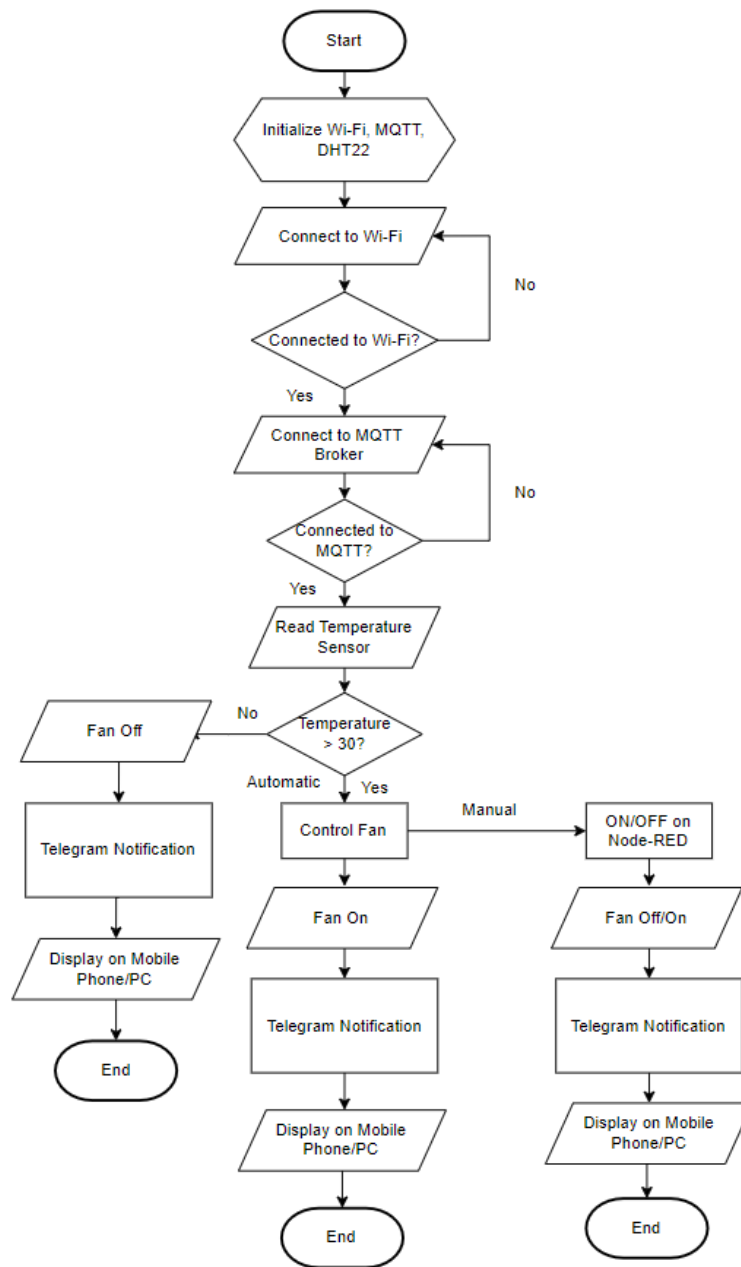 Start
Initialize Wi-Fi, MQTT,
DHT22
Connect to Wi-Fi
No
Connected to Wi-Fi?
Yes
Connect to MQTT
Broker
No
Connected to
MQTT?
Yes
Read Temperature
Sensor
No
Temperature
> 30?
Fan Off
Automatic
Yes
Manual
Control Fan
ON/OFF on
Node-RED
Telegram Notification
Fan On
Fan Off/On
Display on Mobile
Phone/PC
Telegram Notification
Telegram Notification
End
Display on Mobile
Phone/PC
Display on Mobile
Phone/PC
End
End